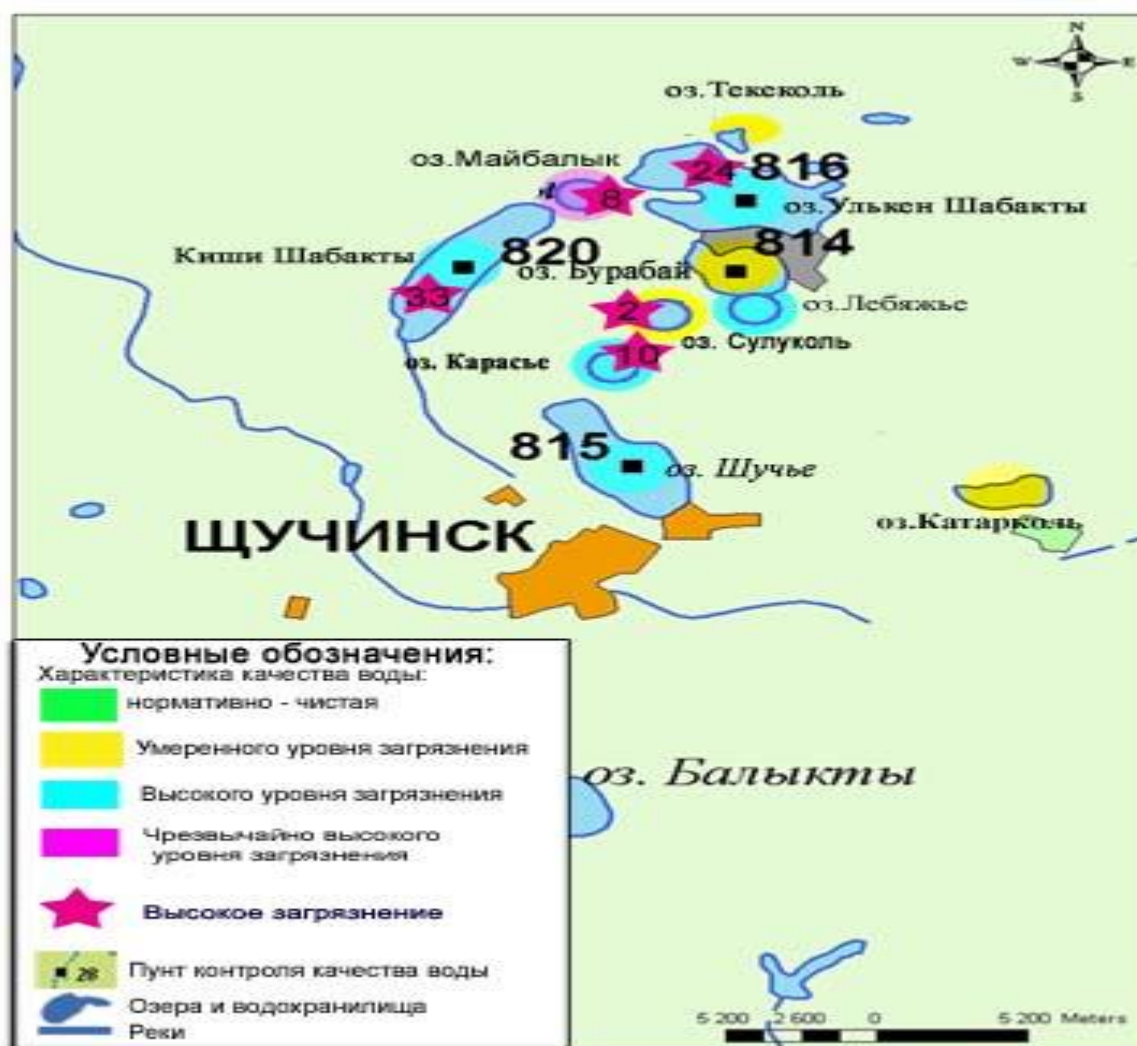 N
W E
S
оз.Текеколь
оз.Майбалык
24 816
8
оз.Улькен Шабакты
Киши Шабакты
820
814
оз. Бурабай
33
2
оз.Лебяжье
оз. Сулуколь
10
оз. Карасье
815
оз. Шучье
оз.Катарколь
ЩУЧИНСК
Условные обозначения:
Характеристика качества воды:
нормативно - чистая
Умеренного уровня загрязнения
Высокого уровня загрязнения
Чрезвычайно высокого
уровня загрязнения
Высокое загрязнение
28
Пунт контроля качества воды
Озера и водохранилища
Реки
оз. Балыкты
5 200 2 600 0 5 200 Meters